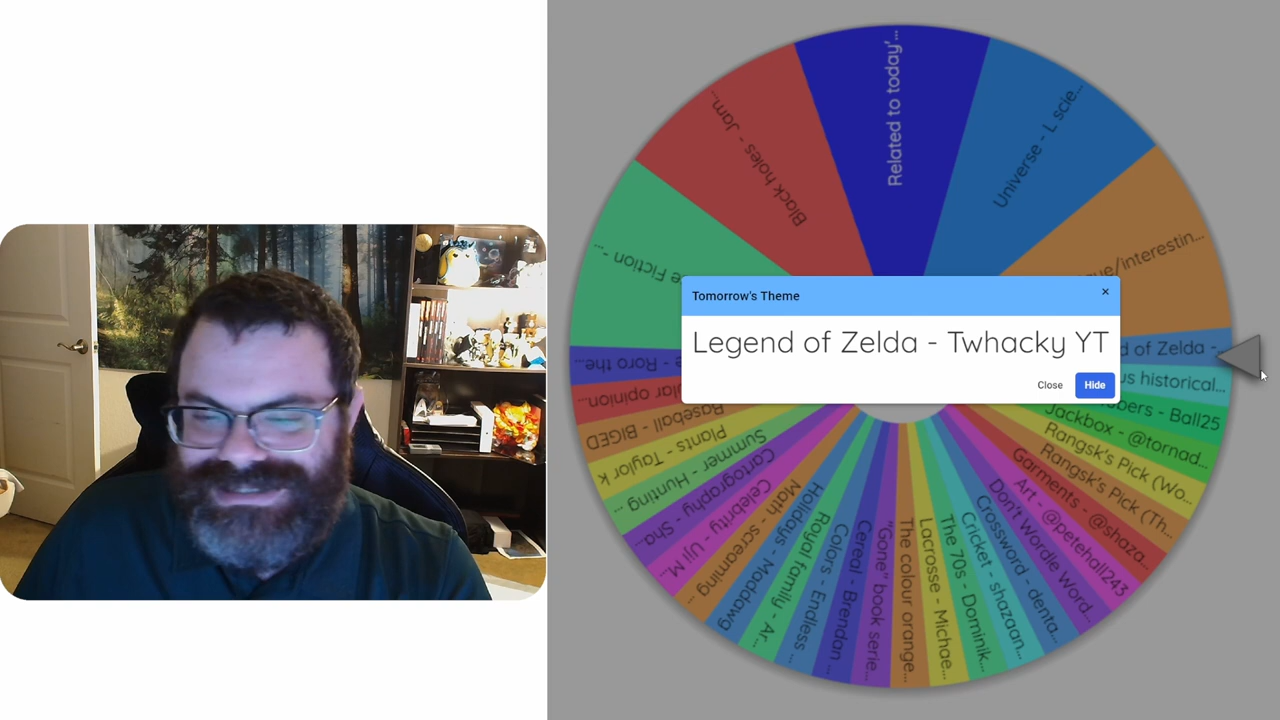 Tomorrow's Theme
×
Legend of Zelda - Twhacky YT
Close
Hide
Related to today'...
Universe - L scie...
ue/interestin...
d of Zelda -
us historical...
bers - Ball25
Jackbox - @tornad...
Rangsk's Pick (Wo...
Rangsk's Pick (Th...
Garments - @shaza...
Art - @petehall243
Don't Wordle Word...
Crossword - denta...
Cricket - shazaan...
The 70s - Dominik...
Lacrosse - Michae...
The colour orange...
"Gone" book serie...
Cereal - Brendan ...
Colors - Endless ...
Royal family - Ar...
Holidays - Maddawg
Math - screaming ...
Celebrity - Uji M...
Cartography - Sha...
Summer - Hunting ...
Plants - Taylor K
Baseball - BIGED
lar opinion...
e - Roro the...
e Fiction - ...
Black holes - Jam...